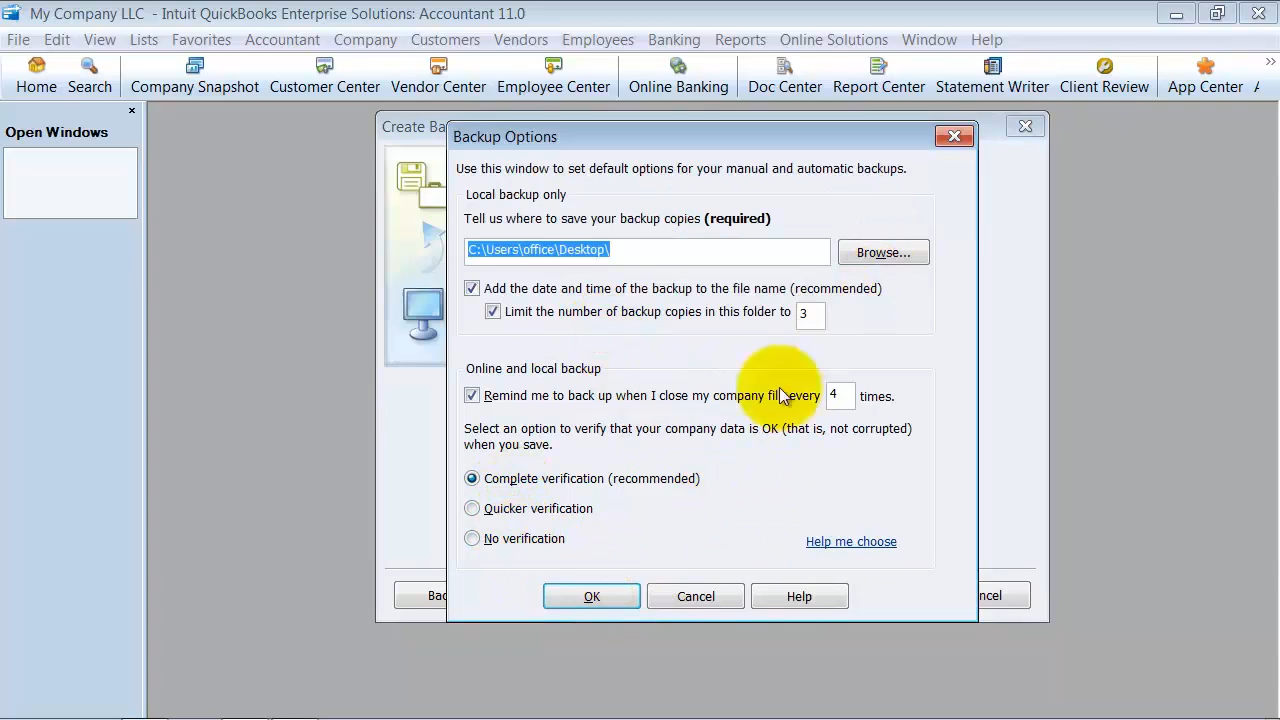 My Company LLC - Intuit QuickBooks Enterprise Solutions: Accountant 11.0
File Edit View Lists Favorites Accountant Company Customers Vendors Employees Banking Reports Online Solutions Window Help
Home Search Company Snapshot Customer Center Vendor Center Employee Center Online Banking Doc Center Report Center Statement Writer Client Review App Center
Open Windows
Create Ba
Backup Options
Use this window to set default options for your manual and automatic backups.
Local backup only
Tell us where to save your backup copies (required)
C:\Users\office\Desktop\
Browse...
Add the date and time of the backup to the file name (recommended)
Limit the number of backup copies in this folder to 3
Online and local backup
Remind me to back up when I close my company file every 4 times.
Select an option to verify that your company data is OK (that is, not corrupted)
when you save.
Complete verification (recommended)
Quicker verification
No verification
Help me choose
Bac
OK Cancel Help
ncel